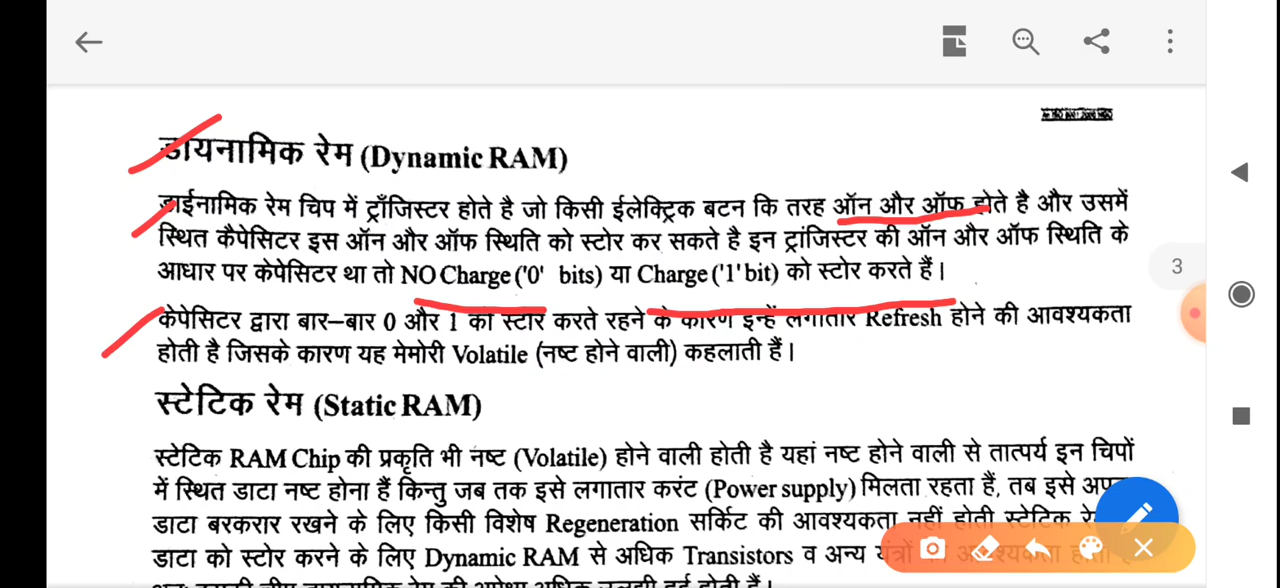 डायनामिक रेम (Dynamic RAM)
डाईनामिक रेम चिप में ट्राँजिस्टर होते है जो किसी ईलेक्ट्रिक बटन कि तरह ऑन और ऑफ होते है और उसमें
स्थित कैपेसिटर इस ऑन और ऑफ स्थिति को स्टोर कर सकते है इन ट्रांजिस्टर की ऑन और ऑफ स्थिति के
आधार पर केपेसिटर था तो NO Charge ('0' bits) या Charge ('1' bit) को स्टोर करते हैं।
3
केपेसिटर द्वारा बार–बार 0 और 1 को स्टोर करते रहने के कारण इन्हें लगातार Refresh होने की आवश्यकता
होती है जिसके कारण यह मेमोरी Volatile (नष्ट होने वाली) कहलाती हैं।
स्टेटिक रेम (Static RAM)
स्टेटिक RAM Chip की प्रकृति भी नष्ट (Volatile) होने वाली होती है यहां नष्ट होने वाली से तात्पर्य इन चिपों
में स्थित डाटा नष्ट होना हैं किन्तु जब तक इसे लगातार करंट (Power supply) मिलता रहता हैं, तब इसे
डाटा बरकरार रखने के लिए किसी विशेष Regeneration सर्किट की आवश्यकता नहीं होती स्टेटिक
डाटा को स्टोर करने के लिए Dynamic RAM से अधिक Transistors व अन्य